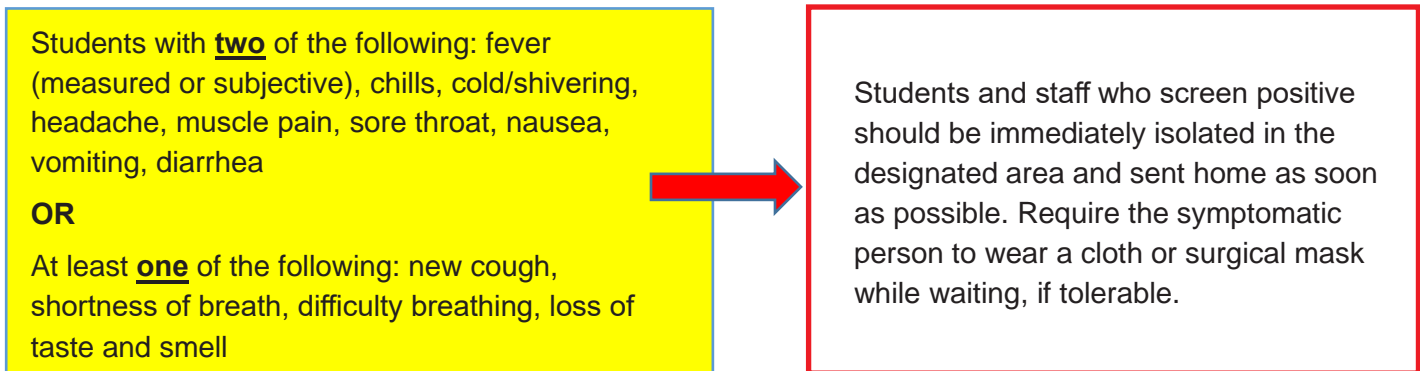 Students with two of the following: fever
(measured or subjective), chills, cold/shivering,
headache, muscle pain, sore throat, nausea,
vomiting, diarrhea
OR
At least one of the following: new cough,
shortness of breath, difficulty breathing, loss of
taste and smell
Students and staff who screen positive
should be immediately isolated in the
designated area and sent home as soon
as possible. Require the symptomatic
person to wear a cloth or surgical mask
while waiting, if tolerable.